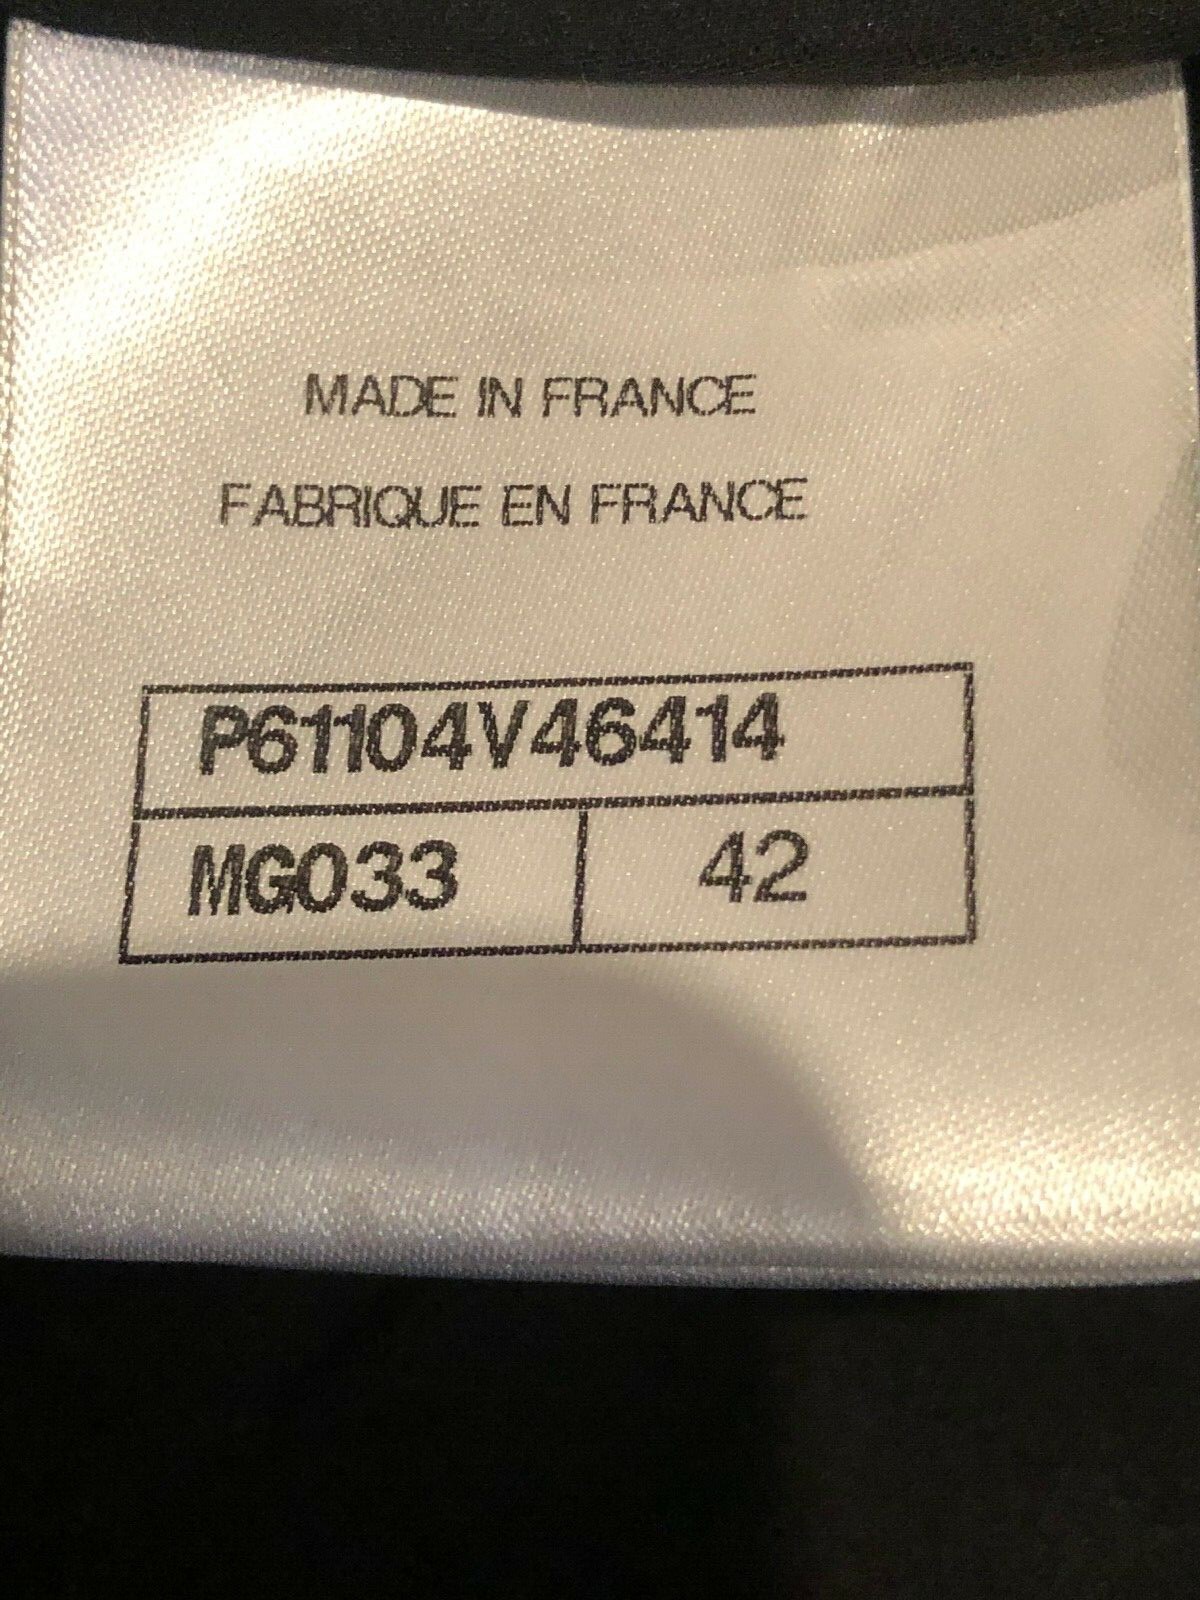 MADE IN FRANCE
FABRIQUE EN FRANCE
P61104V46414
MG033 42